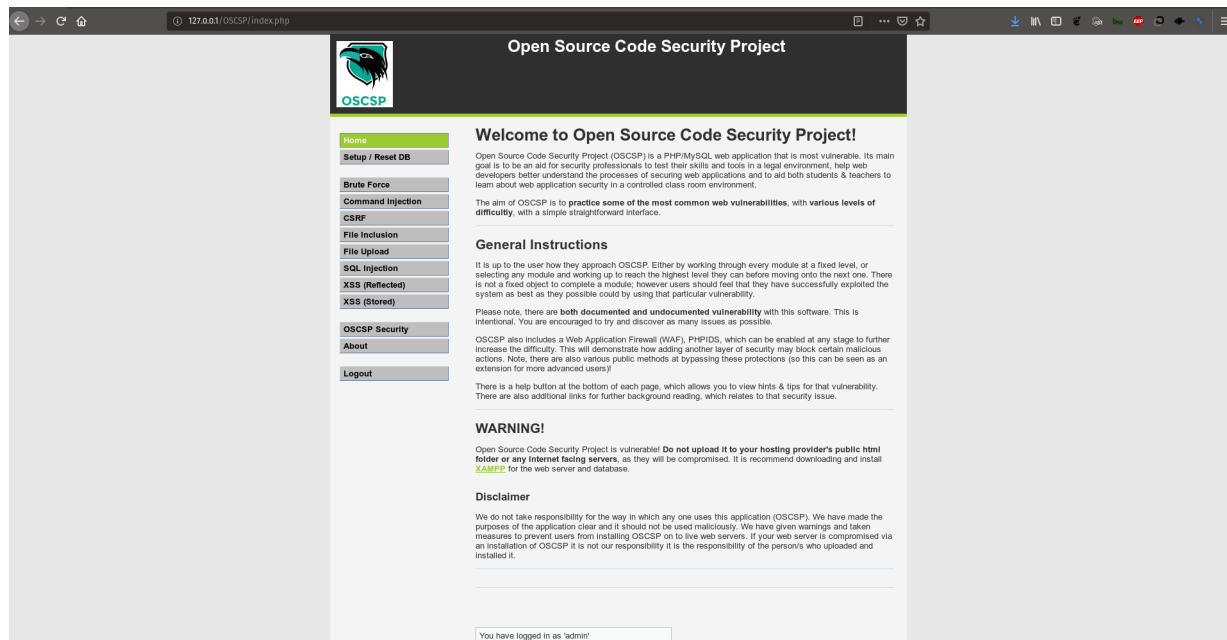 127.0.0.1/OSCSP/index.php
Open Source Code Security Project
OSCSP
Home
Setup / Reset DB
Brute Force
Command Injection
CSRF
File Inclusion
File Upload
SQL Injection
XSS (Reflected)
XSS (Stored)
OSCSP Security
About
Logout
Welcome to Open Source Code Security Project!
Open Source Code Security Project (OSCSP) is a PHP/MySQL web application that is most vulnerable. Its main
goal is to be an aid for security professionals to test their skills and tools in a legal environment, help web
developers better understand the processes of securing web applications and to aid both students & teachers to
learn about web application security in a controlled class room environment.
The aim of OSCSP is to practice some of the most common web vulnerabilities, with various levels of
difficultiy, with a simple straightforward interface.
General Instructions
It is up to the user how they approach OSCSP. Either by working through every module at a fixed level, or
selecting any module and working up to reach the highest level they can before moving onto the next one. There
is not a fixed object to complete a module; however users should feel that they have successfully exploited the
system as best as they possible could by using that particular vulnerability.
Please note, there are both documented and undocumented vulnerability with this software. This is
intentional. You are encouraged to try and discover as many issues as possible.
OSCSP also includes a Web Application Firewall (WAF), PHPIDS, which can be enabled at any stage to further
increase the difficulty. This will demonstrate how adding another layer of security may block certain malicious
actions. Note, there are also various public methods at bypassing these protections (so this can be seen as an
extension for more advanced users)!
There is a help button at the bottom of each page, which allows you to view hints & tips for that vulnerability.
There are also additional links for further background reading, which relates to that security issue.
WARNING!
Open Source Code Security Project is vulnerable! Do not upload it to your hosting provider's public html
folder or any Internet facing servers, as they will be compromised. It is recommend downloading and install
XAMPP for the web server and database.
Disclaimer
We do not take responsibility for the way in which any one uses this application (OSCSP). We have made the
purposes of the application clear and it should not be used maliciously. We have given warnings and taken
measures to prevent users from installing OSCSP on to live web servers. If your web server is compromised via
an installation of OSCSP it is not our responsibility it is the responsibility of the person/s who uploaded and
installed it.
You have logged in as 'admin'